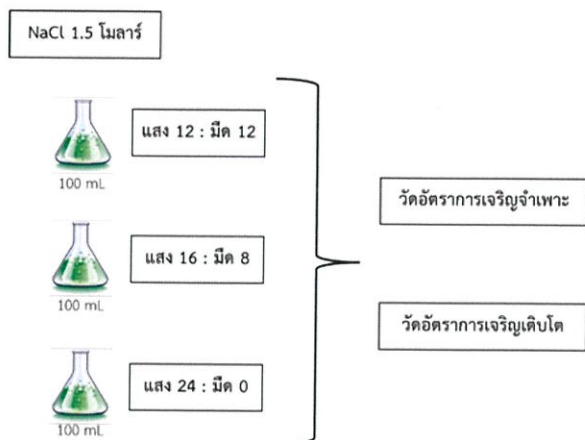 NaCl 1.5 โมลาร์
แสง 12 : มืด 12
100 mL
แสง 16 : มืด 8
100 mL
แสง 24 : มืด 0
100 mL
วัดอัตราการเจริญจำเพาะ
วัดอัตราการเจริญเติบโต